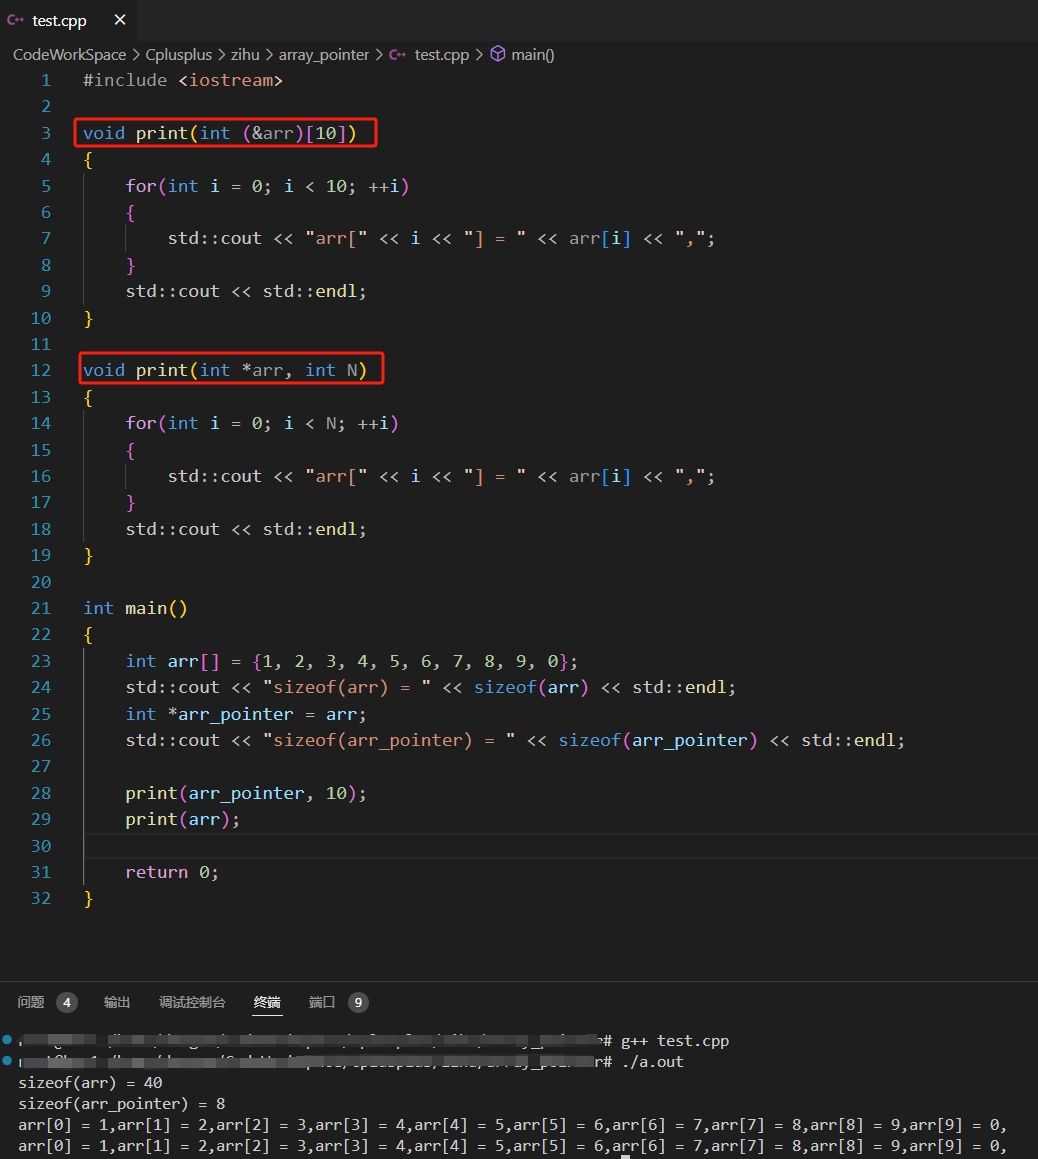 test.cpp
CodeWorkSpace > Cplusplus > zihu > array_pointer > test.cpp > main()
1 #include <iostream>
2
3 void print(int (&arr)[10])
4 {
5     for(int i = 0; i < 10; ++i)
6     {
7         std::cout << "arr[" << i << "] = " << arr[i] << ",";
8     }
9     std::cout << std::endl;
10 }
11
12 void print(int *arr, int N)
13 {
14     for(int i = 0; i < N; ++i)
15     {
16         std::cout << "arr[" << i << "] = " << arr[i] << ",";
17     }
18     std::cout << std::endl;
19 }
20
21 int main()
22 {
23     int arr[] = {1, 2, 3, 4, 5, 6, 7, 8, 9, 0};
24     std::cout << "sizeof(arr) = " << sizeof(arr) << std::endl;
25     int *arr_pointer = arr;
26     std::cout << "sizeof(arr_pointer) = " << sizeof(arr_pointer) << std::endl;
27
28     print(arr_pointer, 10);
29     print(arr);
30
31     return 0;
32 }
问题 4 输出 调试控制台 终端 端口 9
# g++ test.cpp
# ./a.out
sizeof(arr) = 40
sizeof(arr_pointer) = 8
arr[0] = 1,arr[1] = 2,arr[2] = 3,arr[3] = 4,arr[4] = 5,arr[5] = 6,arr[6] = 7,arr[7] = 8,arr[8] = 9,arr[9] = 0,
arr[0] = 1,arr[1] = 2,arr[2] = 3,arr[3] = 4,arr[4] = 5,arr[5] = 6,arr[6] = 7,arr[7] = 8,arr[8] = 9,arr[9] = 0,